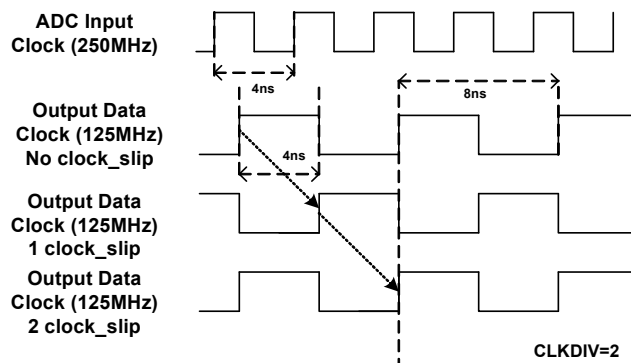 ADC Input
Clock (250MHz)
4ns
8ns
Output Data
Clock (125MHz)
No clock_slip
4ns
Output Data
Clock (125MHz)
1 clock_slip
Output Data
Clock (125MHz)
2 clock_slip
CLKDIV=2